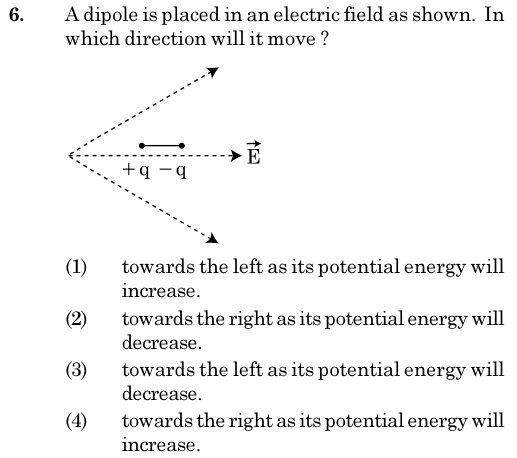 6. A dipole is placed in an electric field as shown. In
which direction will it move ?
E
+q −q
(1) towards the left as its potential energy will
increase.
(2) towards the right as its potential energy will
decrease.
(3) towards the left as its potential energy will
decrease.
(4) towards the right as its potential energy will
increase.